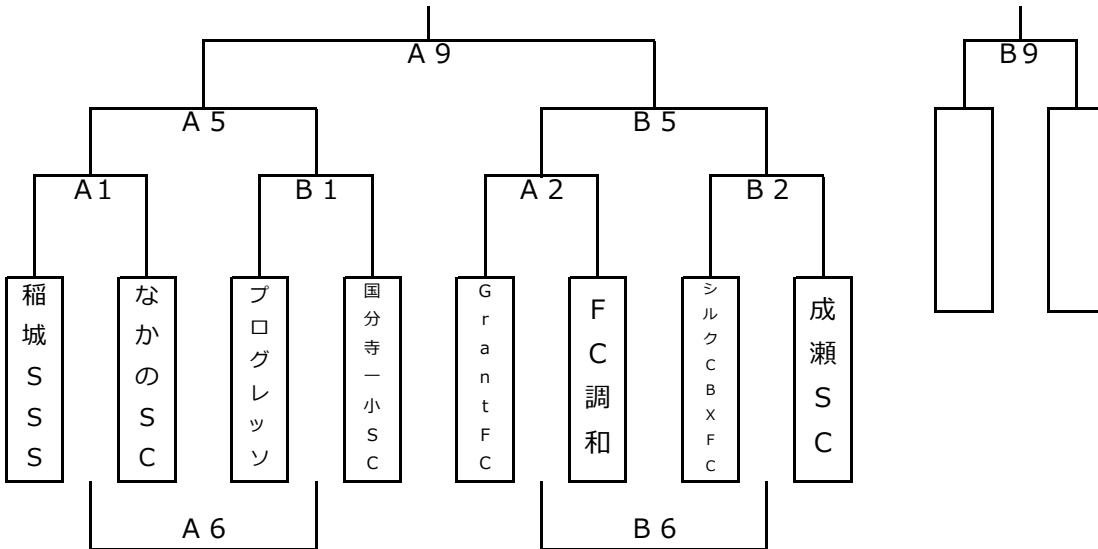 A9
B9
A5
B5
A1
B1
A2
B2
稲城SSS
なかのSC
プログレッソ
国分寺一小SC
GrantFC
FC調和
シルクCBXFC
成瀬SC
A6
B6